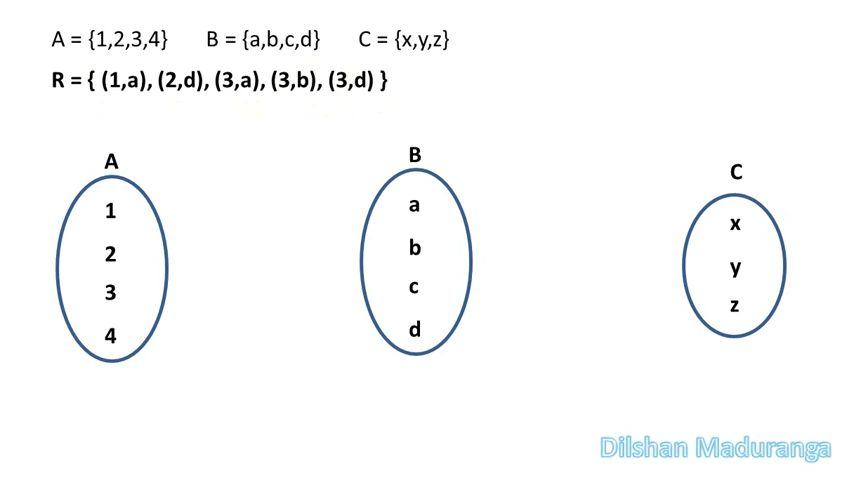 A = {1,2,3,4} B = {a,b,c,d} C = {x,y,z}
R = { (1,a), (2,d), (3,a), (3,b), (3,d) }
A
1
2
3
4
B
a
b
c
d
C
x
y
z
Dilshan Maduranga